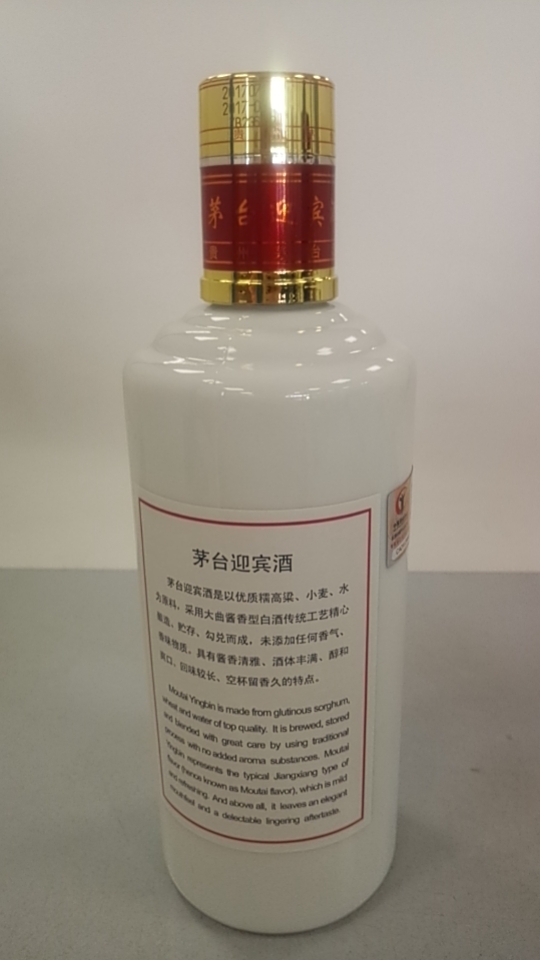 茅台迎宾
贵州茅台
茅台迎宾酒
茅台迎宾酒是以优质糯高粱、小麦、水
为原料，采用大曲酱香型白酒传统工艺精心
酿造、贮存、勾兑而成，未添加任何香气、
香味物质，具有酱香清雅、酒体丰满、醇和
爽口、回味较长、空杯留香久的特点。
Moutai Yingbin is made from glutinous sorghum,
wheat and water of top quality. It is brewed, stored
and blended with great care by using traditional
process with no added aroma substances. Moutai
Yingbin represents the typical Jiangxiang type of
flavor (hence known as Moutai flavor), which is mild
and refreshing. And above all, it leaves an elegant
mouthfeel and a delectable lingering aftertaste.